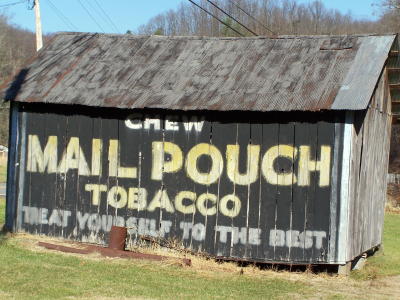 CHEW
MAIL POUCH
TOBACCO
TREAT YOURSELF TO THE BEST